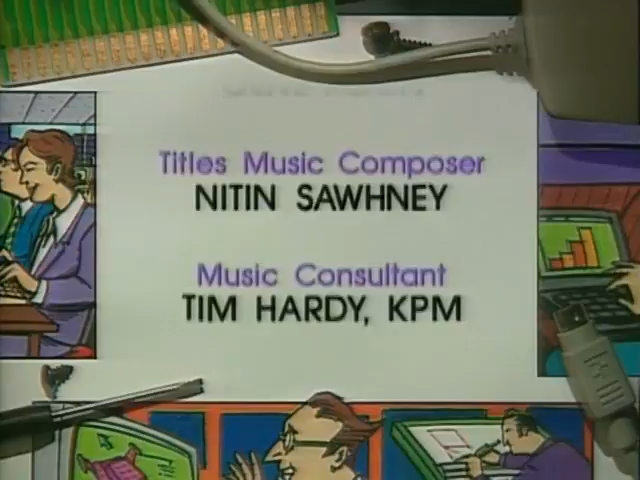 Titles Music Composer
NITIN SAWHNEY
Music Consultant
TIM HARDY, KPM